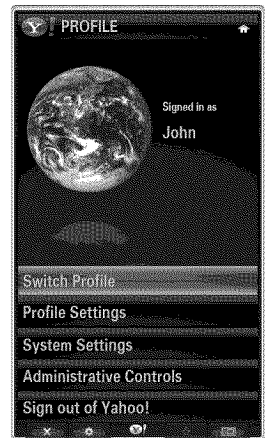 Y! PROFILE
Signed in as
John
Switch Profile
Profile Settings
System Settings
Administrative Controls
Sign out of Yahoo!
Y!